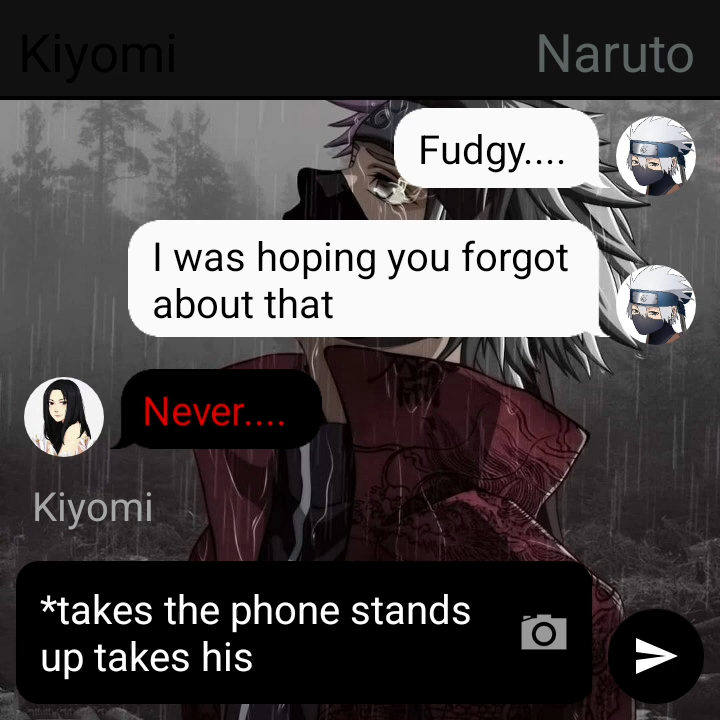 Kiyomi
Naruto
Fudgy....
I was hoping you forgot
about that
Never....
Kiyomi
*takes the phone stands
up takes his